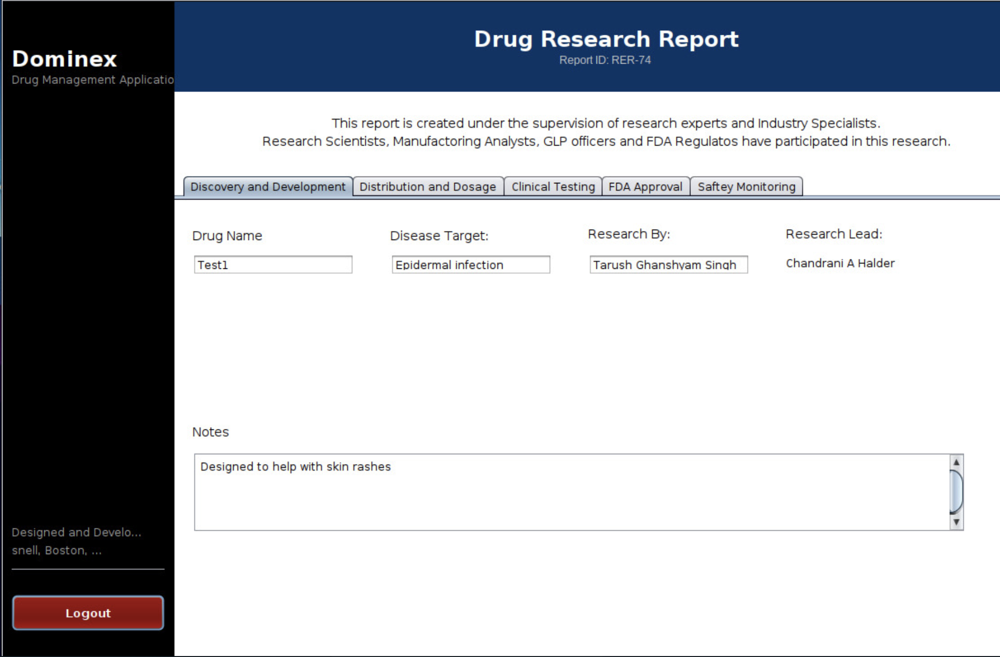 Dominex
Drug Management Applicatio
Drug Research Report
Report ID: RER-74
This report is created under the supervision of research experts and Industry Specialists.
Research Scientists, Manufactoring Analysts, GLP officers and FDA Regulatos have participated in this research.
Discovery and Development Distribution and Dosage Clinical Testing FDA Approval Saftey Monitoring
Drug Name Disease Target: Research By: Research Lead:
Test1 Epidermal infection Tarush Ghanshyam Singh Chandrani A Halder
Notes
Designed to help with skin rashes
Designed and Develo...
snell, Boston, ...
Logout